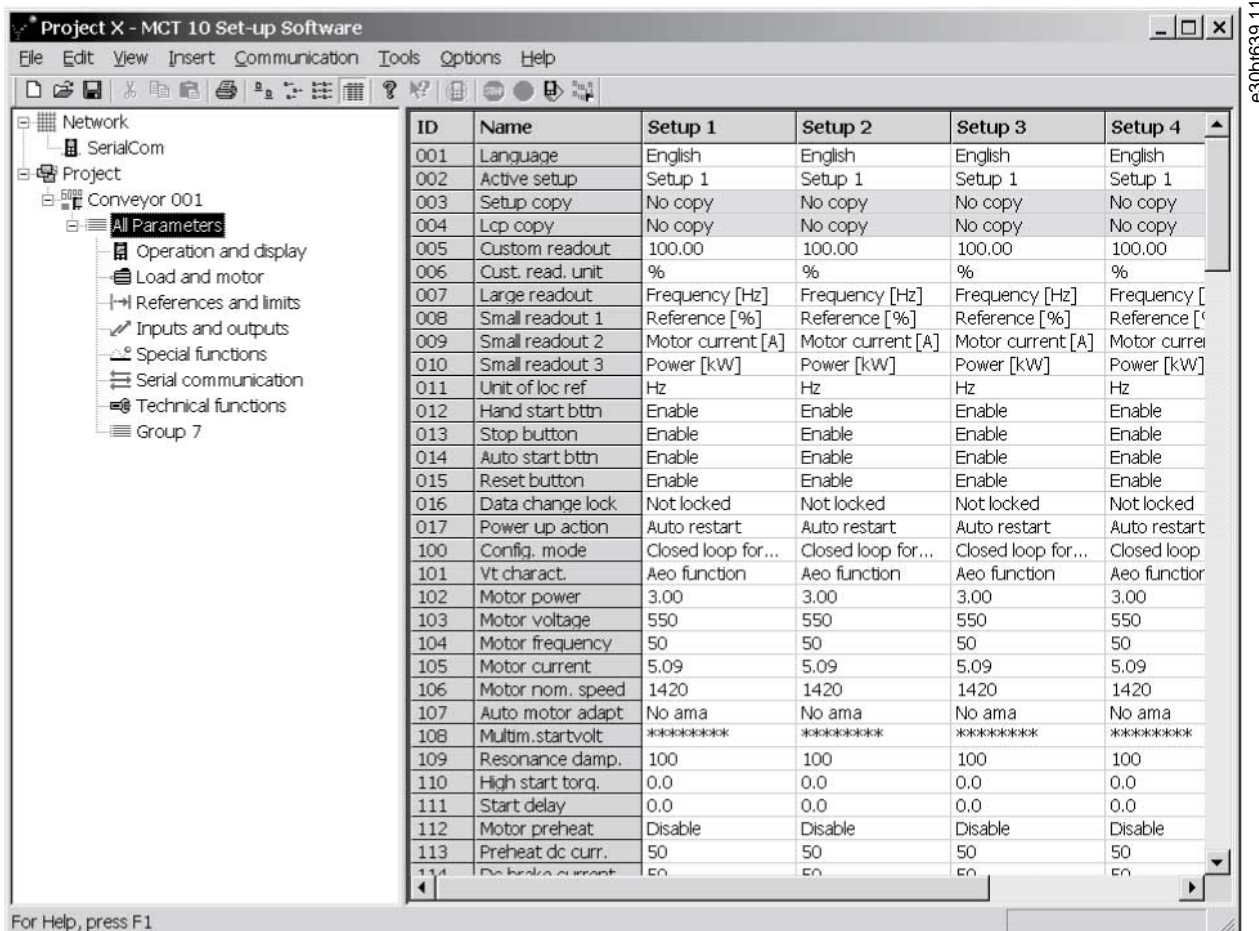 Project X - MCT 10 Set-up Software
File Edit View Insert Communication Tools Options Help
Network
SerialCom
Project
Conveyor 001
All Parameters
Operation and display
Load and motor
References and limits
Inputs and outputs
Special functions
Serial communication
Technical functions
Group 7
ID Name Setup 1 Setup 2 Setup 3 Setup 4
001 Language English English English English
002 Active setup Setup 1 Setup 1 Setup 1 Setup 1
003 Setup copy No copy No copy No copy No copy
004 Lcp copy No copy No copy No copy No copy
005 Custom readout 100.00 100.00 100.00 100.00
006 Cust. read. unit % % % %
007 Large readout Frequency [Hz] Frequency [Hz] Frequency [Hz] Frequency [
008 Small readout 1 Reference [%] Reference [%] Reference [%] Reference [
009 Small readout 2 Motor current [A] Motor current [A] Motor current [A] Motor curre
010 Small readout 3 Power [kW] Power [kW] Power [kW] Power [kW]
011 Unit of loc ref Hz Hz Hz Hz
012 Hand start bttn Enable Enable Enable Enable
013 Stop button Enable Enable Enable Enable
014 Auto start bttn Enable Enable Enable Enable
015 Reset button Enable Enable Enable Enable
016 Data change lock Not locked Not locked Not locked Not locked
017 Power up action Auto restart Auto restart Auto restart Auto restart
100 Config. mode Closed loop for... Closed loop for... Closed loop for... Closed loop
101 Vt charact. Aeo function Aeo function Aeo function Aeo function
102 Motor power 3.00 3.00 3.00 3.00
103 Motor voltage 550 550 550 550
104 Motor frequency 50 50 50 50
105 Motor current 5.09 5.09 5.09 5.09
106 Motor nom. speed 1420 1420 1420 1420
107 Auto motor adapt No ama No ama No ama No ama
108 Multim.startvolt ******** ******** ******** ********
109 Resonance damp. 100 100 100 100
110 High start torq. 0.0 0.0 0.0 0.0
111 Start delay 0.0 0.0 0.0 0.0
112 Motor preheat Disable Disable Disable Disable
113 Preheat dc curr. 50 50 50 50
114 Dc brake current 50 50 50 50
For Help, press F1
e30bt639.11